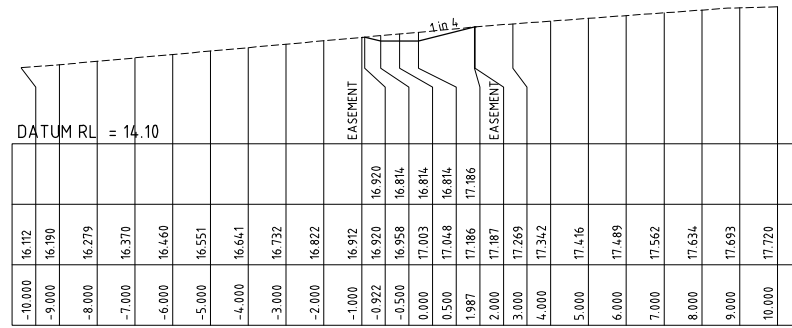 1 in 4
EASEMENT
EASEMENT
DATUM RL = 14.10
16.920 16.814 16.814 16.814 17.186
16.112 16.190 16.279 16.370 16.460 16.551 16.641 16.732 16.822 16.912 16.920 16.958 17.003 17.048 17.186 17.187 17.269 17.342 17.416 17.489 17.562 17.634 17.693 17.720
-10.000 -9.000 -8.000 -7.000 -6.000 -5.000 -4.000 -3.000 -2.000 -1.000 -0.922 -0.500 0.000 0.500 1.987 2.000 3.000 4.000 5.000 6.000 7.000 8.000 9.000 10.000